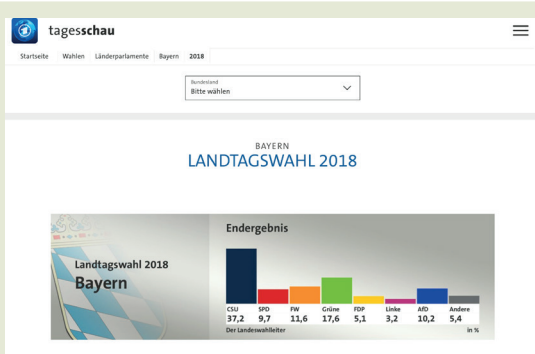 tagesschau
Startseite Wahlen Länderparlamente Bayern 2018
Bundesland
Bitte wählen
BAYERN
LANDTAGSWAHL 2018
Landtagswahl 2018
Bayern
Endergebnis
CSU SPD FW Grüne FDP Linke AfD Andere
37,2 9,7 11,6 17,6 5,1 3,2 10,2 5,4
Der Landeswahlleiter in %